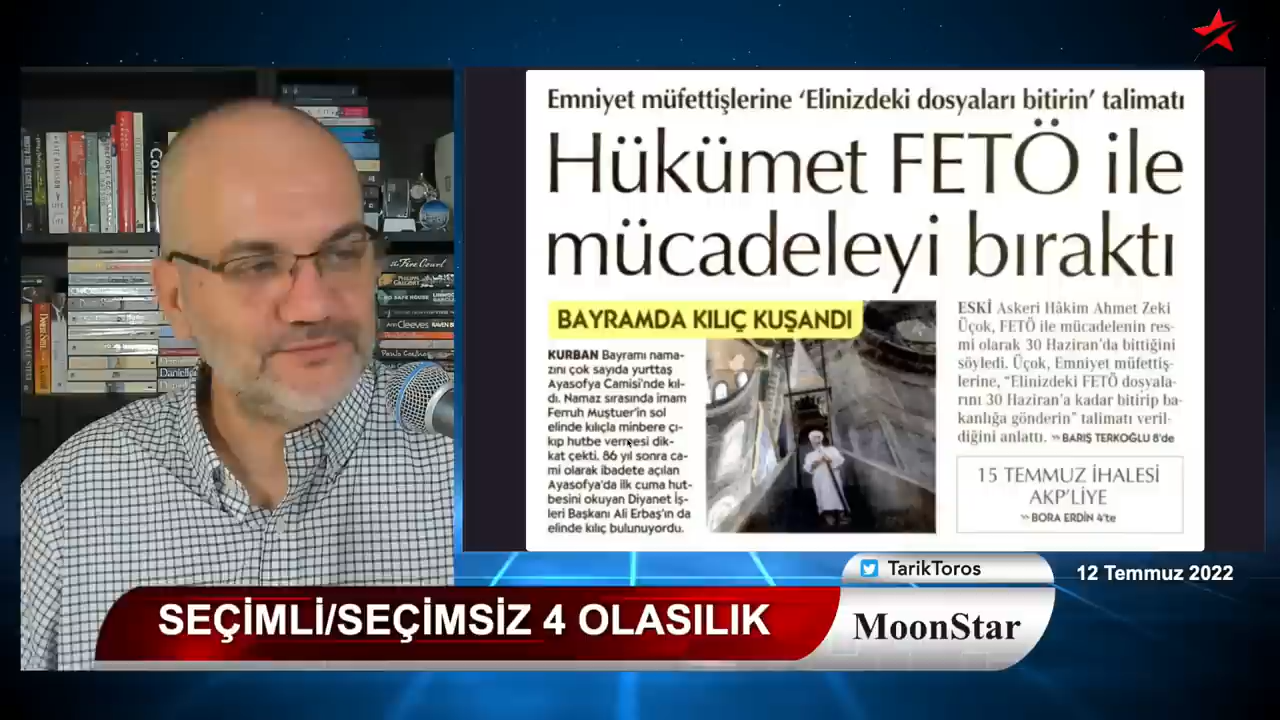 Emniyet müfettişlerine ‘Elinizdeki dosyaları bitirin’ talimatı
Hükümet FETÖ ile
mücadeleyi bıraktı
BAYRAMDA KILIÇ KUŞANDI
KURBAN Bayramı nama-
zını çok sayıda yurttaş
Ayasofya Camisi'nde kıl-
dı. Namaz sırasında imam
Ferruh Muştuer'in sol
elinde kılıçla minbere çı-
kıp hutbe vermesi dik-
kat çekti. 86 yıl sonra ca-
mi olarak ibadete açılan
Ayasofya'da ilk cuma hut-
besini okuyan Diyanet İş-
leri Başkanı Ali Erbaş'ın da
elinde kılıç bulunuyordu.
ESKİ Askeri Hâkim Ahmet Zeki
Üçok, FETÖ ile mücadelenin res-
mi olarak 30 Haziran'da bittiğini
söyledi. Üçok, Emniyet müfettiş-
lerine, “Elinizdeki FETÖ dosyala-
rını 30 Haziran'a kadar bitirip ba-
kanlığa gönderin” talimatı veril-
diğini anlattı. »BARIŞ TERKOĞLU 8'de
15 TEMMUZ İHALESİ
AKP'LİYE
»BORA ERDİN 4'te
TarikToros
12 Temmuz 2022
SEÇİMLİ/SEÇİMSİZ 4 OLASILIK
MoonStar
The Fire Court
Ann Cleeves
RAVEN